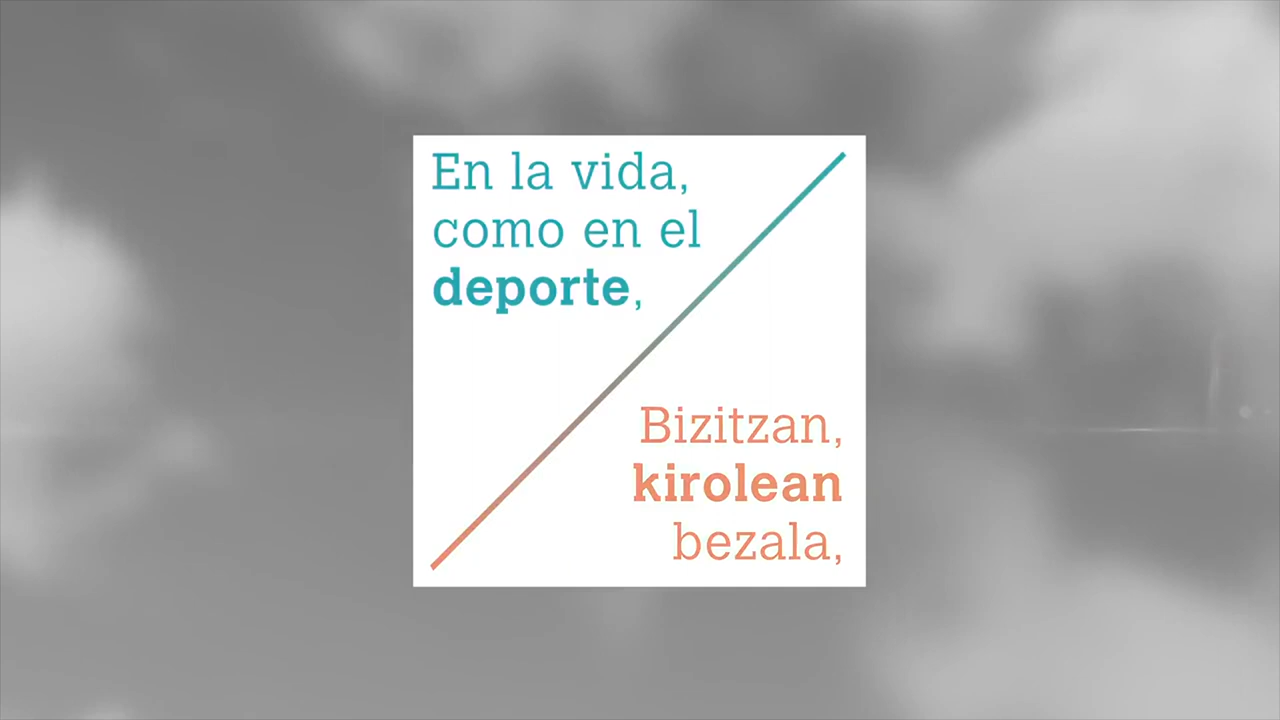 En la vida,
como en el
deporte,
Bizitzan,
kirolean
bezala,